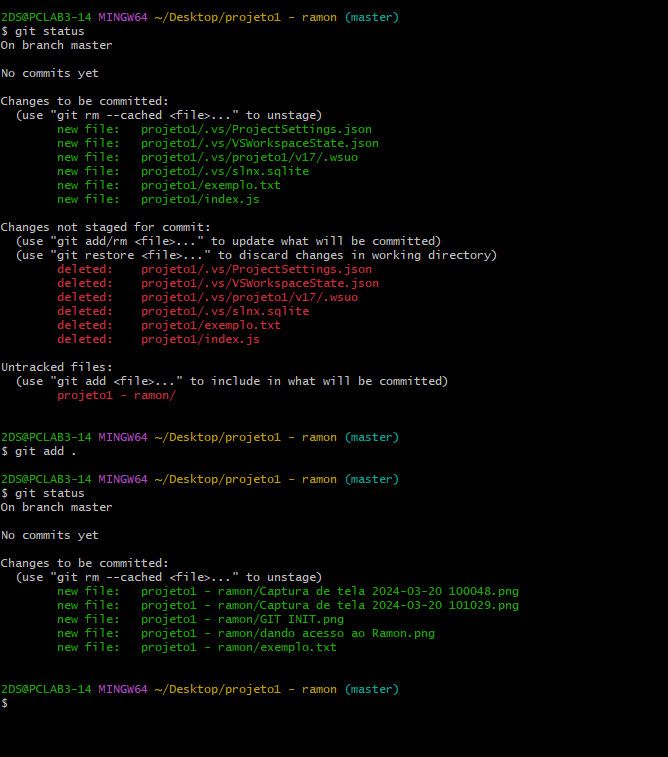 2DS@PCLAB3-14 MINGW64 ~/Desktop/projeto1 - ramon (master)
$ git status
On branch master

No commits yet

Changes to be committed:
  (use "git rm --cached <file>..." to unstage)
        new file:   projeto1/.vs/ProjectSettings.json
        new file:   projeto1/.vs/VSWorkspaceState.json
        new file:   projeto1/.vs/projeto1/v17/.wsuo
        new file:   projeto1/.vs/slnx.sqlite
        new file:   projeto1/exemplo.txt
        new file:   projeto1/index.js

Changes not staged for commit:
  (use "git add/rm <file>..." to update what will be committed)
  (use "git restore <file>..." to discard changes in working directory)
        deleted:    projeto1/.vs/ProjectSettings.json
        deleted:    projeto1/.vs/VSWorkspaceState.json
        deleted:    projeto1/.vs/projeto1/v17/.wsuo
        deleted:    projeto1/.vs/slnx.sqlite
        deleted:    projeto1/exemplo.txt
        deleted:    projeto1/index.js

Untracked files:
  (use "git add <file>..." to include in what will be committed)
        projeto1 - ramon/

2DS@PCLAB3-14 MINGW64 ~/Desktop/projeto1 - ramon (master)
$ git add .

2DS@PCLAB3-14 MINGW64 ~/Desktop/projeto1 - ramon (master)
$ git status
On branch master

No commits yet

Changes to be committed:
  (use "git rm --cached <file>..." to unstage)
        new file:   projeto1 - ramon/Captura de tela 2024-03-20 100048.png
        new file:   projeto1 - ramon/Captura de tela 2024-03-20 101029.png
        new file:   projeto1 - ramon/GIT INIT.png
        new file:   projeto1 - ramon/dando acesso ao Ramon.png
        new file:   projeto1 - ramon/exemplo.txt

2DS@PCLAB3-14 MINGW64 ~/Desktop/projeto1 - ramon (master)
$